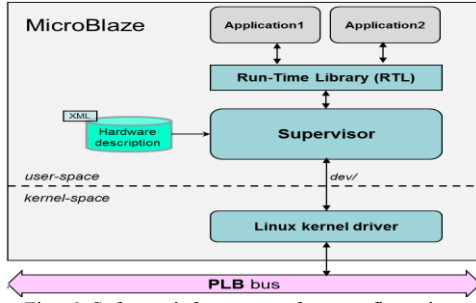 MicroBlaze
Application1
Application2
Run-Time Library (RTL)
XML
Hardware
description
Supervisor
user-space
dev/
kernel-space
Linux kernel driver
PLB bus